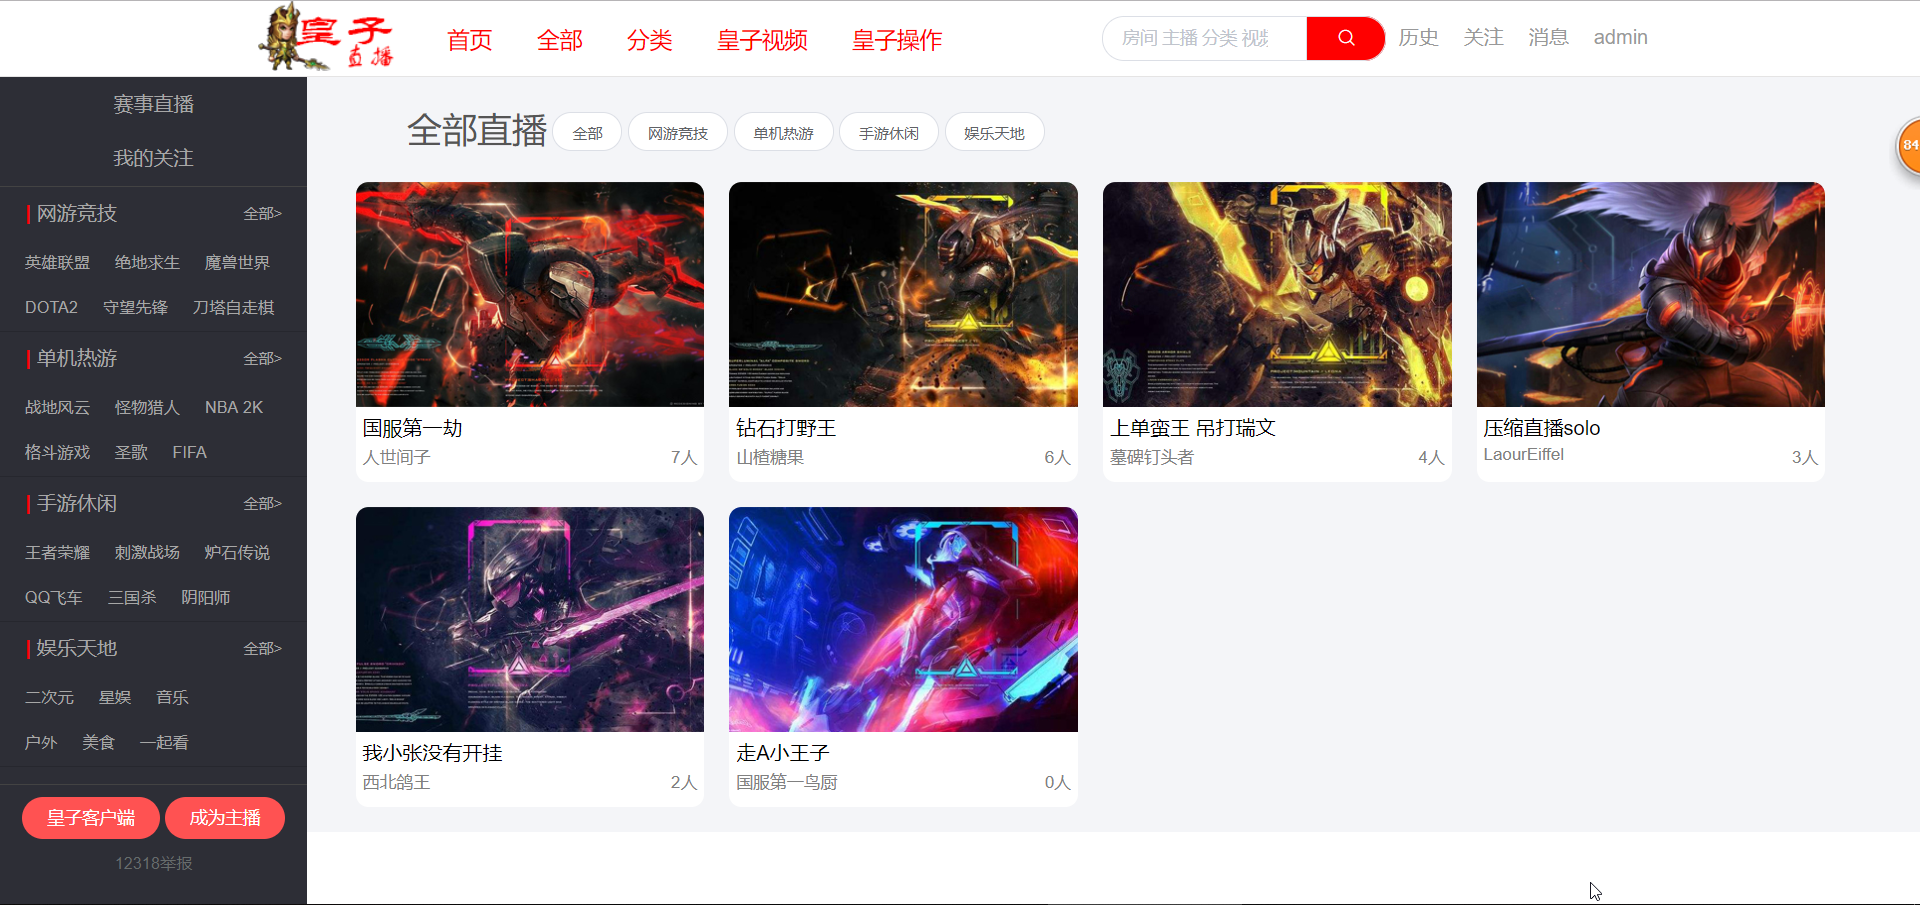 皇子
直播
首页 全部 分类 皇子视频 皇子操作
房间 主播 分类 视频
历史 关注 消息 admin
赛事直播
我的关注
网游竞技 全部>
英雄联盟 绝地求生 魔兽世界
DOTA2 守望先锋 刀塔自走棋
单机热游 全部>
战地风云 怪物猎人 NBA 2K
格斗游戏 圣歌 FIFA
手游休闲 全部>
王者荣耀 刺激战场 炉石传说
QQ飞车 三国杀 阴阳师
娱乐天地 全部>
二次元 星娱 音乐
户外 美食 一起看
皇子客户端 成为主播
12318举报
全部直播 全部 网游竞技 单机热游 手游休闲 娱乐天地
84
国服第一劫
人世间子 7人
钻石打野王
山楂糖果 6人
上单蛮王 吊打瑞文
墓碑钉头者 4人
压缩直播solo
LaourEiffel 3人
我小张没有开挂
西北鸽王 2人
走A小王子
国服第一鸟厨 0人